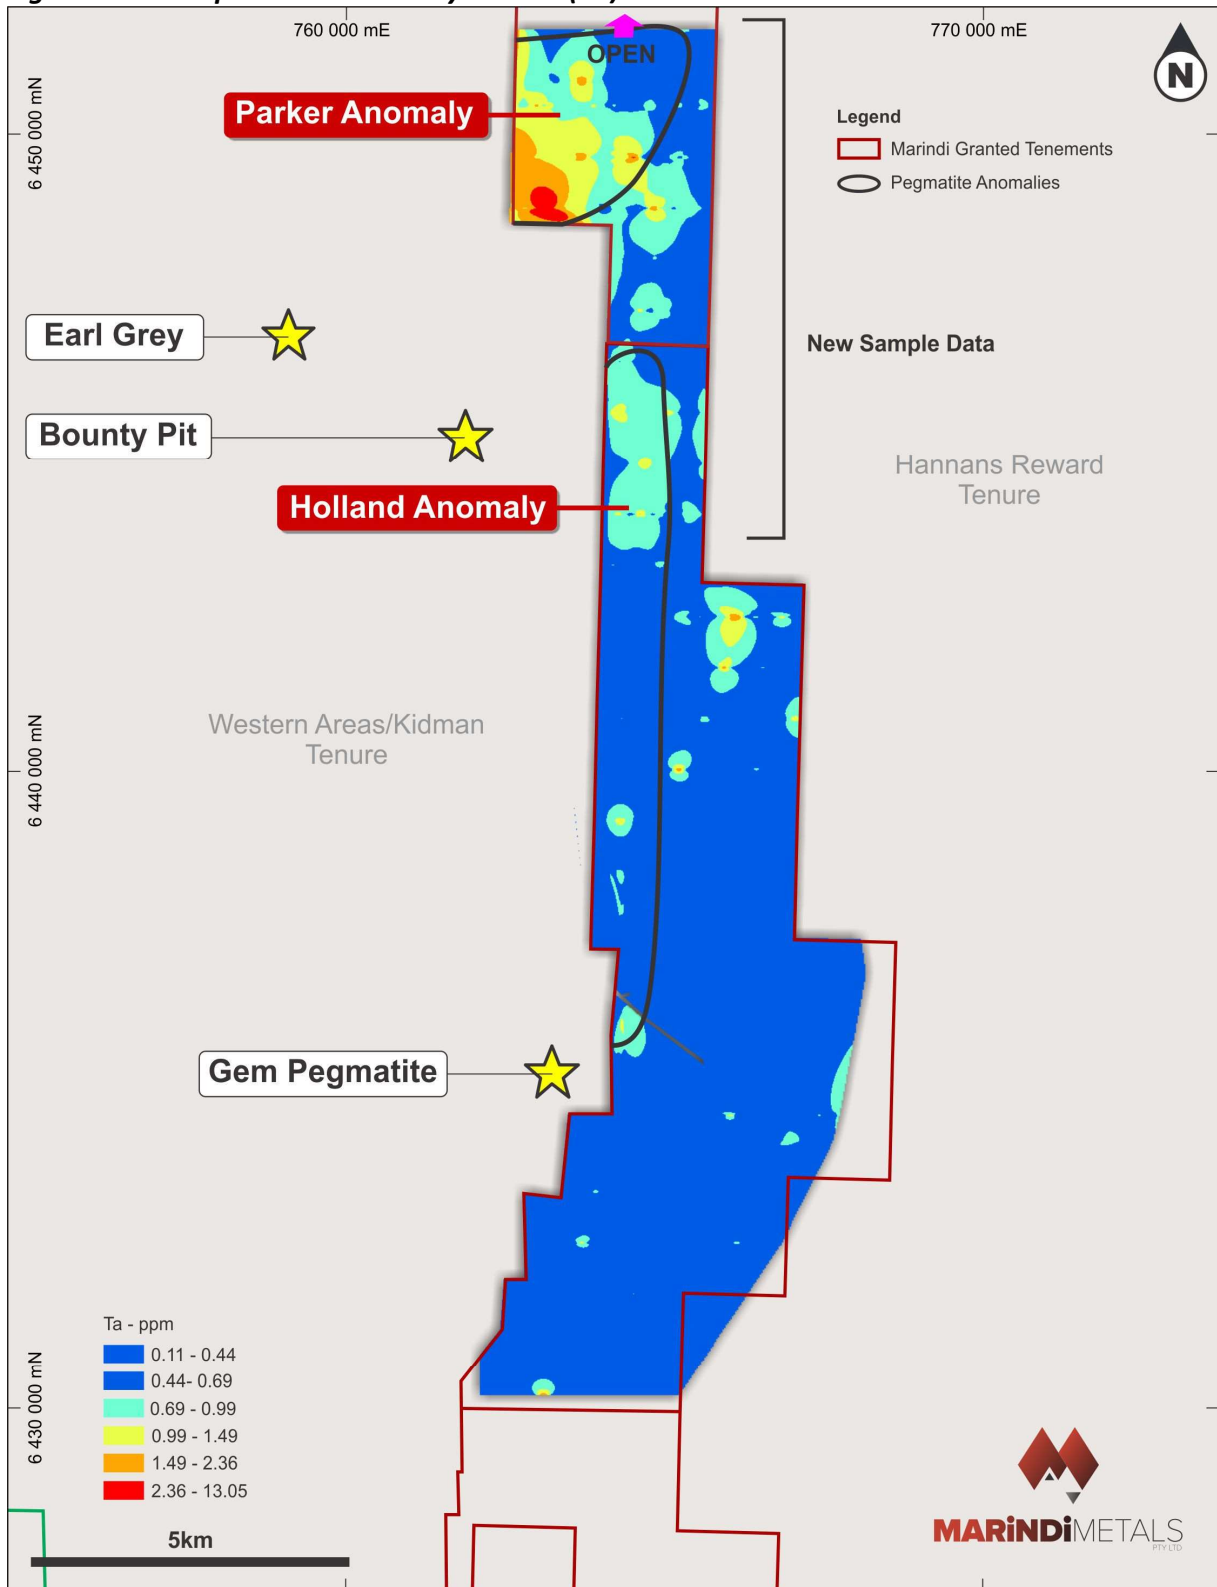 760 000 mE
770 000 mE
OPEN
N
Parker Anomaly
6 450 000 mN
Legend
Marindi Granted Tenements
Pegmatite Anomalies
Earl Grey
New Sample Data
Bounty Pit
Hannans Reward
Tenure
Holland Anomaly
Western Areas/Kidman
Tenure
6 440 000 mN
Gem Pegmatite
Ta - ppm
0.11 - 0.44
0.44- 0.69
0.69 - 0.99
0.99 - 1.49
1.49 - 2.36
2.36 - 13.05
6 430 000 mN
5km
MARiNDiMETALS
PTY LTD